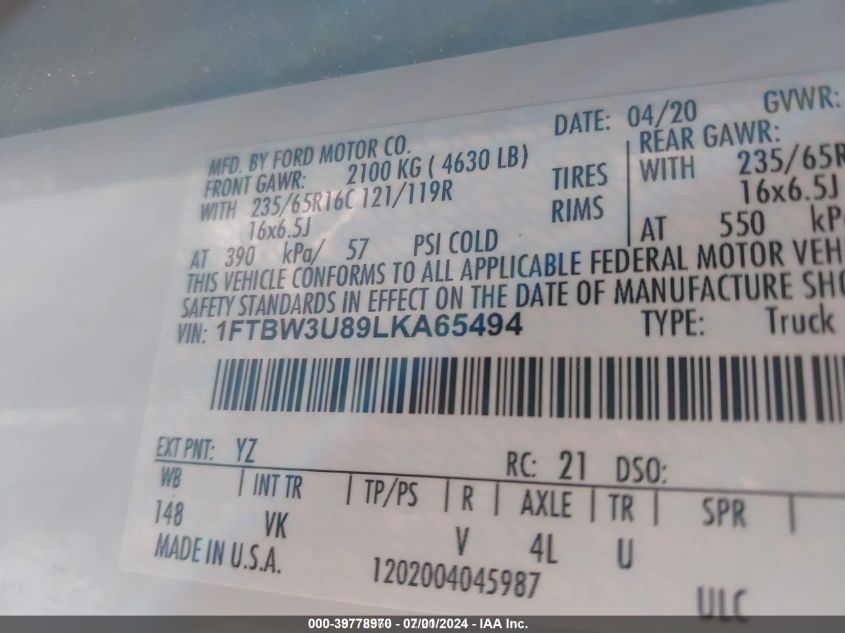 MFD. BY FORD MOTOR CO.
DATE: 04/20 GVWR:
FRONT GAWR: 2100 KG ( 4630 LB)
REAR GAWR:
WITH 235/65R16C 121/119R TIRES WITH 235/65R
16x6.5J RIMS 16x6.5J
AT 390 kPa/ 57 PSI COLD AT 550 kP
THIS VEHICLE CONFORMS TO ALL APPLICABLE FEDERAL MOTOR VEH
SAFETY STANDARDS IN EFFECT ON THE DATE OF MANUFACTURE SHO
VIN: 1FTBW3U89LKA65494 TYPE: Truck
EXT PNT: YZ RC: 21 DSO:
WB INT TR TP/PS R AXLE TR SPR
148 VK V 4L U ULC
MADE IN U.S.A. 1202004045987
000-39778970 - 07/01/2024 - IAA Inc.